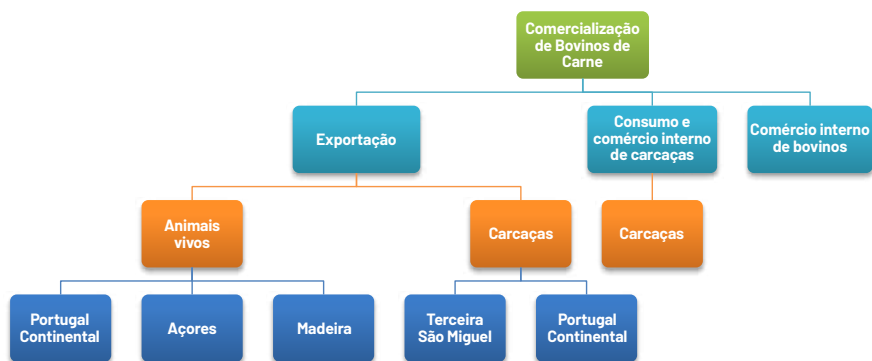 Comercialização
de Bovinos de
Carne
Exportação
Consumo e
comércio interno
de carcaças
Comércio interno
de bovinos
Animais
vivos
Carcaças
Carcaças
Portugal
Continental
Açores
Madeira
Terceira
São Miguel
Portugal
Continental